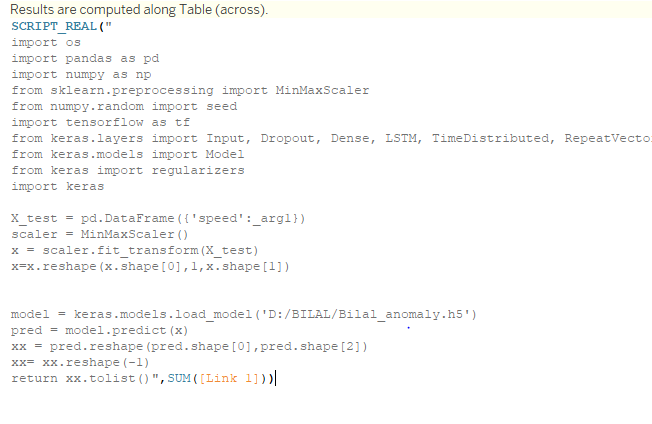 Results are computed along Table (across).
SCRIPT_REAL("
import os
import pandas as pd
import numpy as np
from sklearn.preprocessing import MinMaxScaler
from numpy.random import seed
import tensorflow as tf
from keras.layers import Input, Dropout, Dense, LSTM, TimeDistributed, RepeatVecto
from keras.models import Model
from keras import regularizers
import keras
X_test = pd.DataFrame({'speed':_arg1})
scaler = MinMaxScaler()
x = scaler.fit_transform(X_test)
x=x.reshape(x.shape[0],1,x.shape[1])
model = keras.models.load_model('D:/BILAL/Bilal_anomaly.h5')
pred = model.predict(x)
xx = pred.reshape(pred.shape[0],pred.shape[2])
xx= xx.reshape(-1)
return xx.tolist()",SUM([Link 1]))